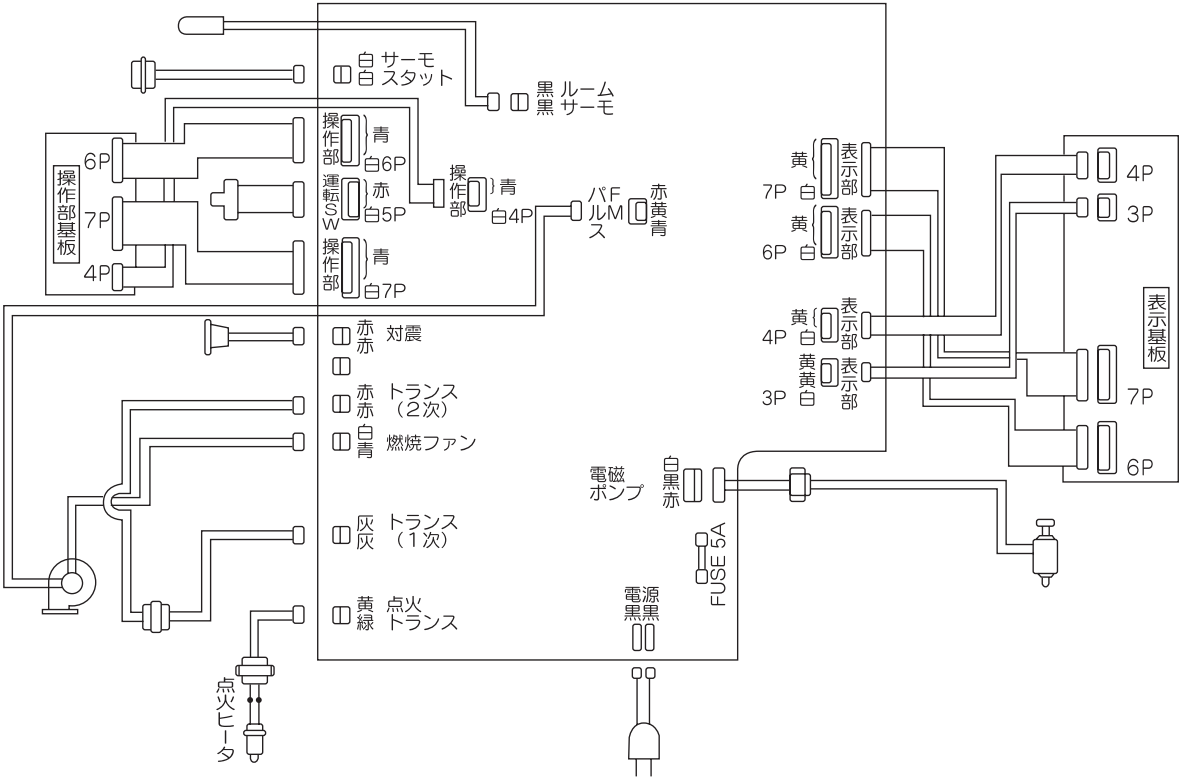 白 サーモ
白 スタット
黒 ルーム
黒 サーモ
操作部
青
白6P
運転SW
赤
白5P
操作部
青
白7P
操作部
青
白4P
6P
7P
4P
操作部基板
パルス
FM
赤
黄
青
黄
7P 白
表示部
黄
6P 白
表示部
黄
4P 白
表示部
黄
黄
3P 白
表示部
4P
3P
表示基板
7P
6P
赤 対震
赤
赤 トランス
赤 (2次)
白
青 燃焼ファン
灰 トランス
灰 (1次)
黄 点火
緑 トランス
電磁
ポンプ
白
黒
赤
FUSE 5A
電源
黒黒
点火ヒータ